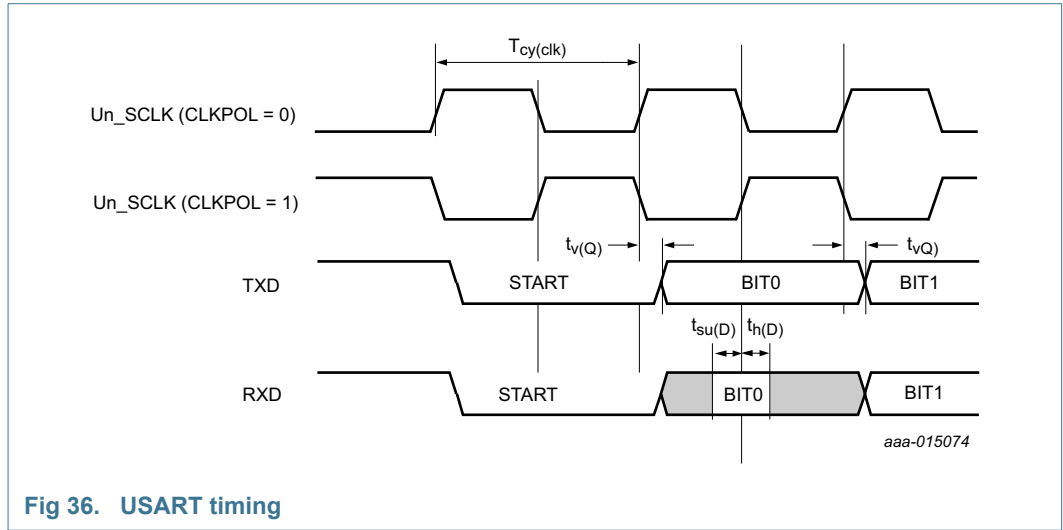 Tcy(clk)
Un_SCLK (CLKPOL = 0)
Un_SCLK (CLKPOL = 1)
tv(Q)
tvQ)
TXD
START
BIT0
BIT1
tsu(D)
th(D)
RXD
START
BIT0
BIT1
aaa-015074
Fig 36. USART timing